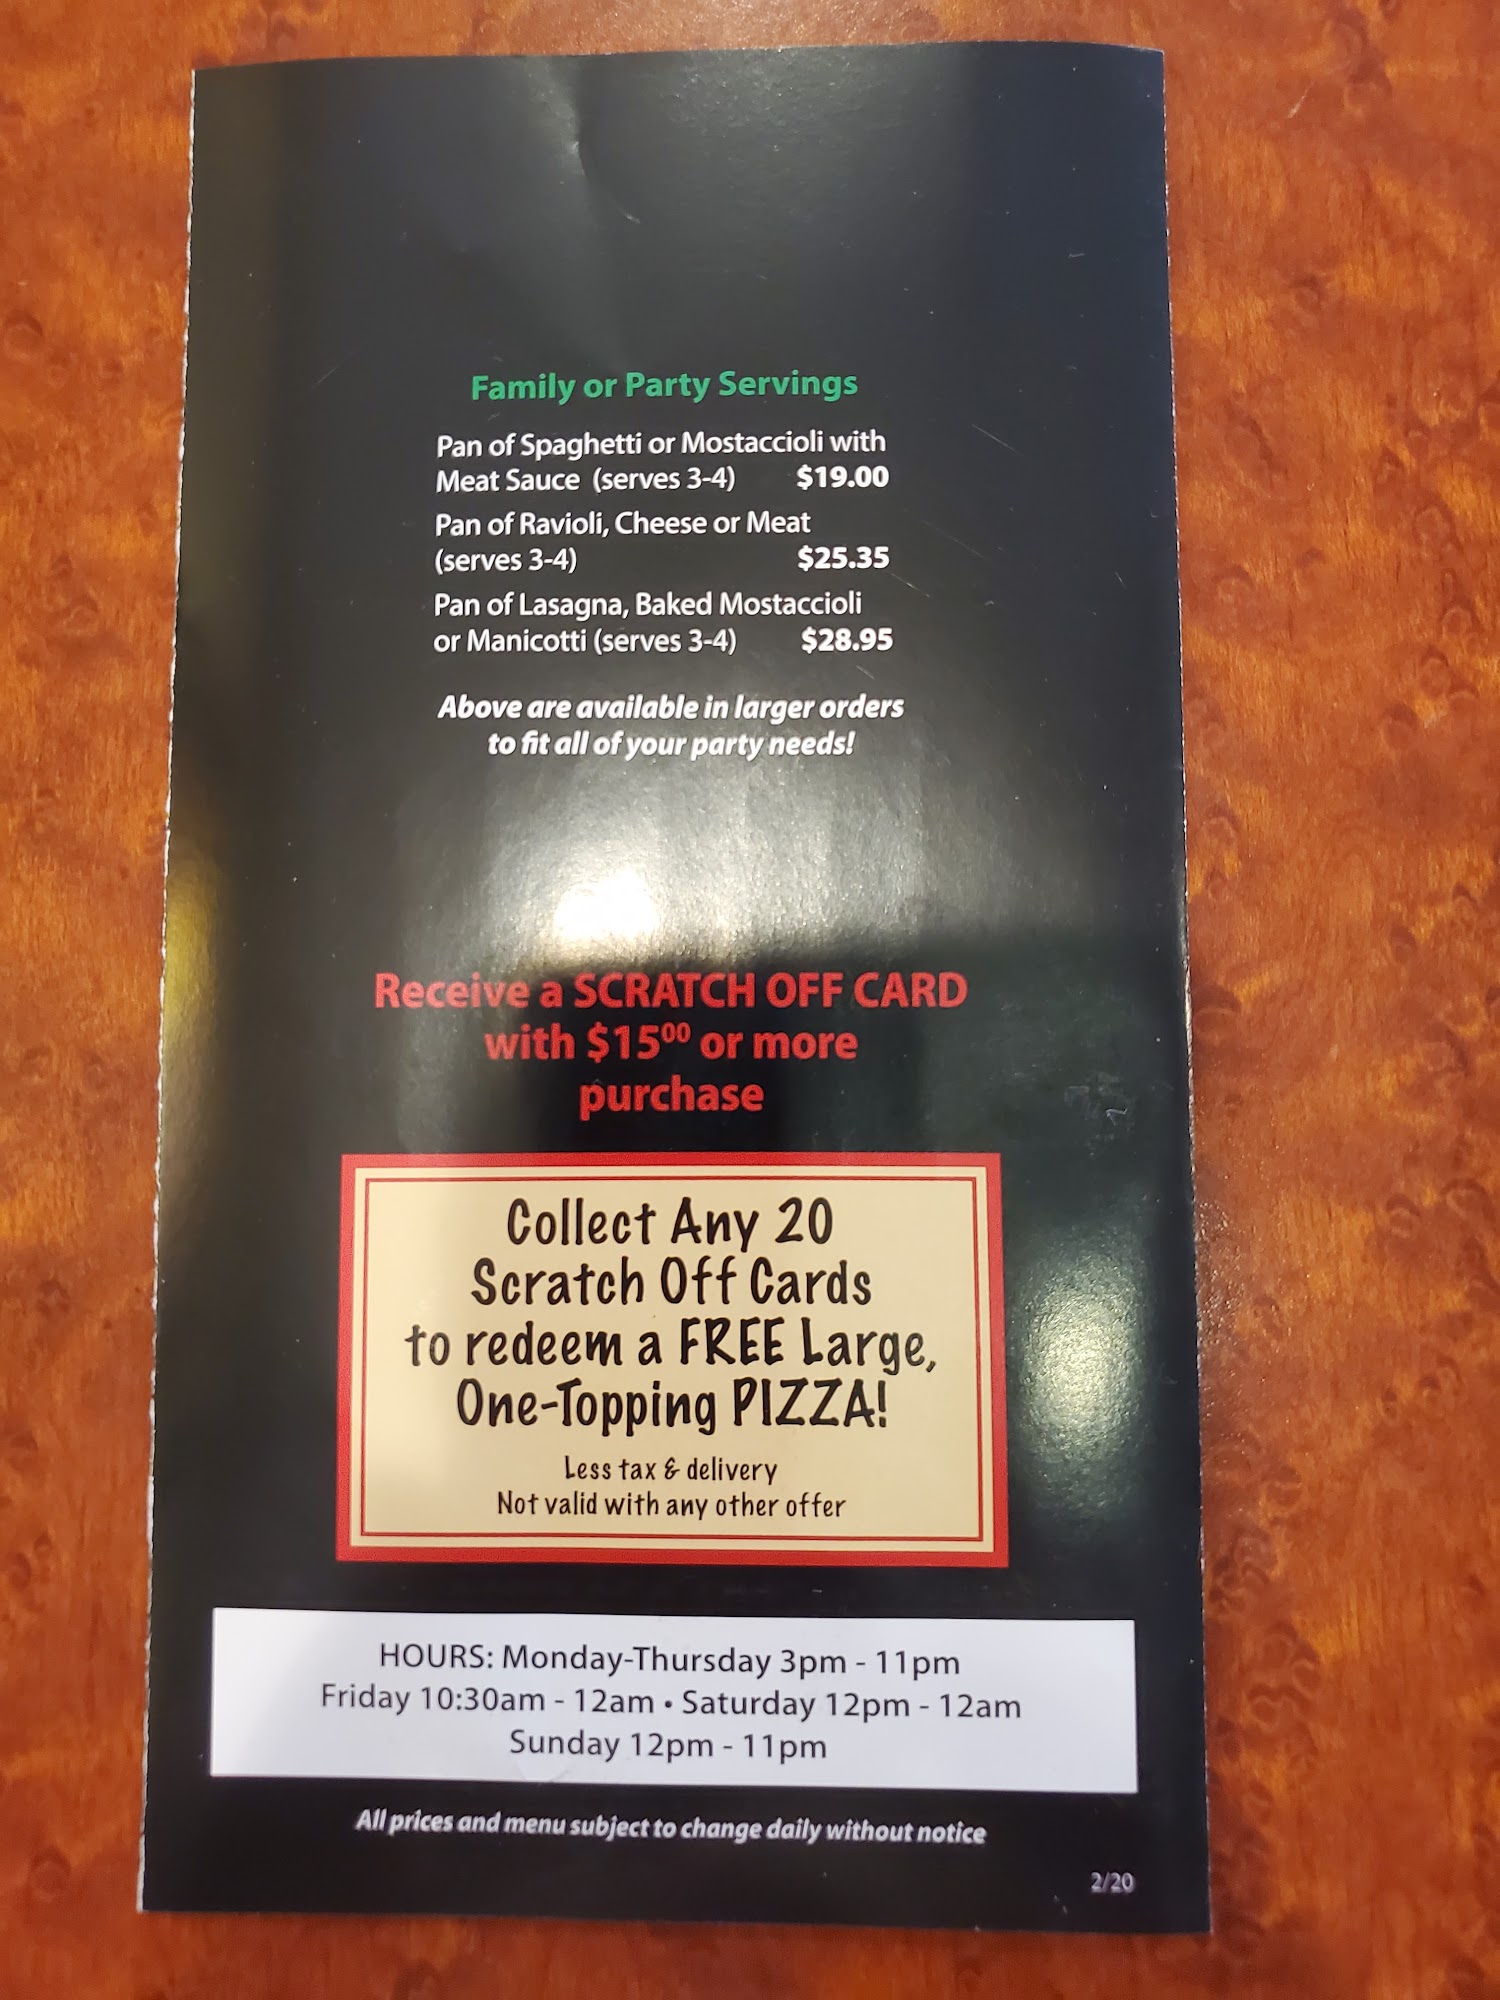 Family or Party Servings
Pan of Spaghetti or Mostaccioli with
Meat Sauce (serves 3-4) $19.00
Pan of Ravioli, Cheese or Meat
(serves 3-4) $25.35
Pan of Lasagna, Baked Mostaccioli
or Manicotti (serves 3-4) $28.95
Above are available in larger orders
to fit all of your party needs!
Receive a SCRATCH OFF CARD
with $15⁰⁰ or more
purchase
Collect Any 20
Scratch Off Cards
to redeem a FREE Large,
One-Topping PIZZA!
Less tax & delivery
Not valid with any other offer
HOURS: Monday-Thursday 3pm - 11pm
Friday 10:30am - 12am • Saturday 12pm - 12am
Sunday 12pm - 11pm
All prices and menu subject to change daily without notice
2/20